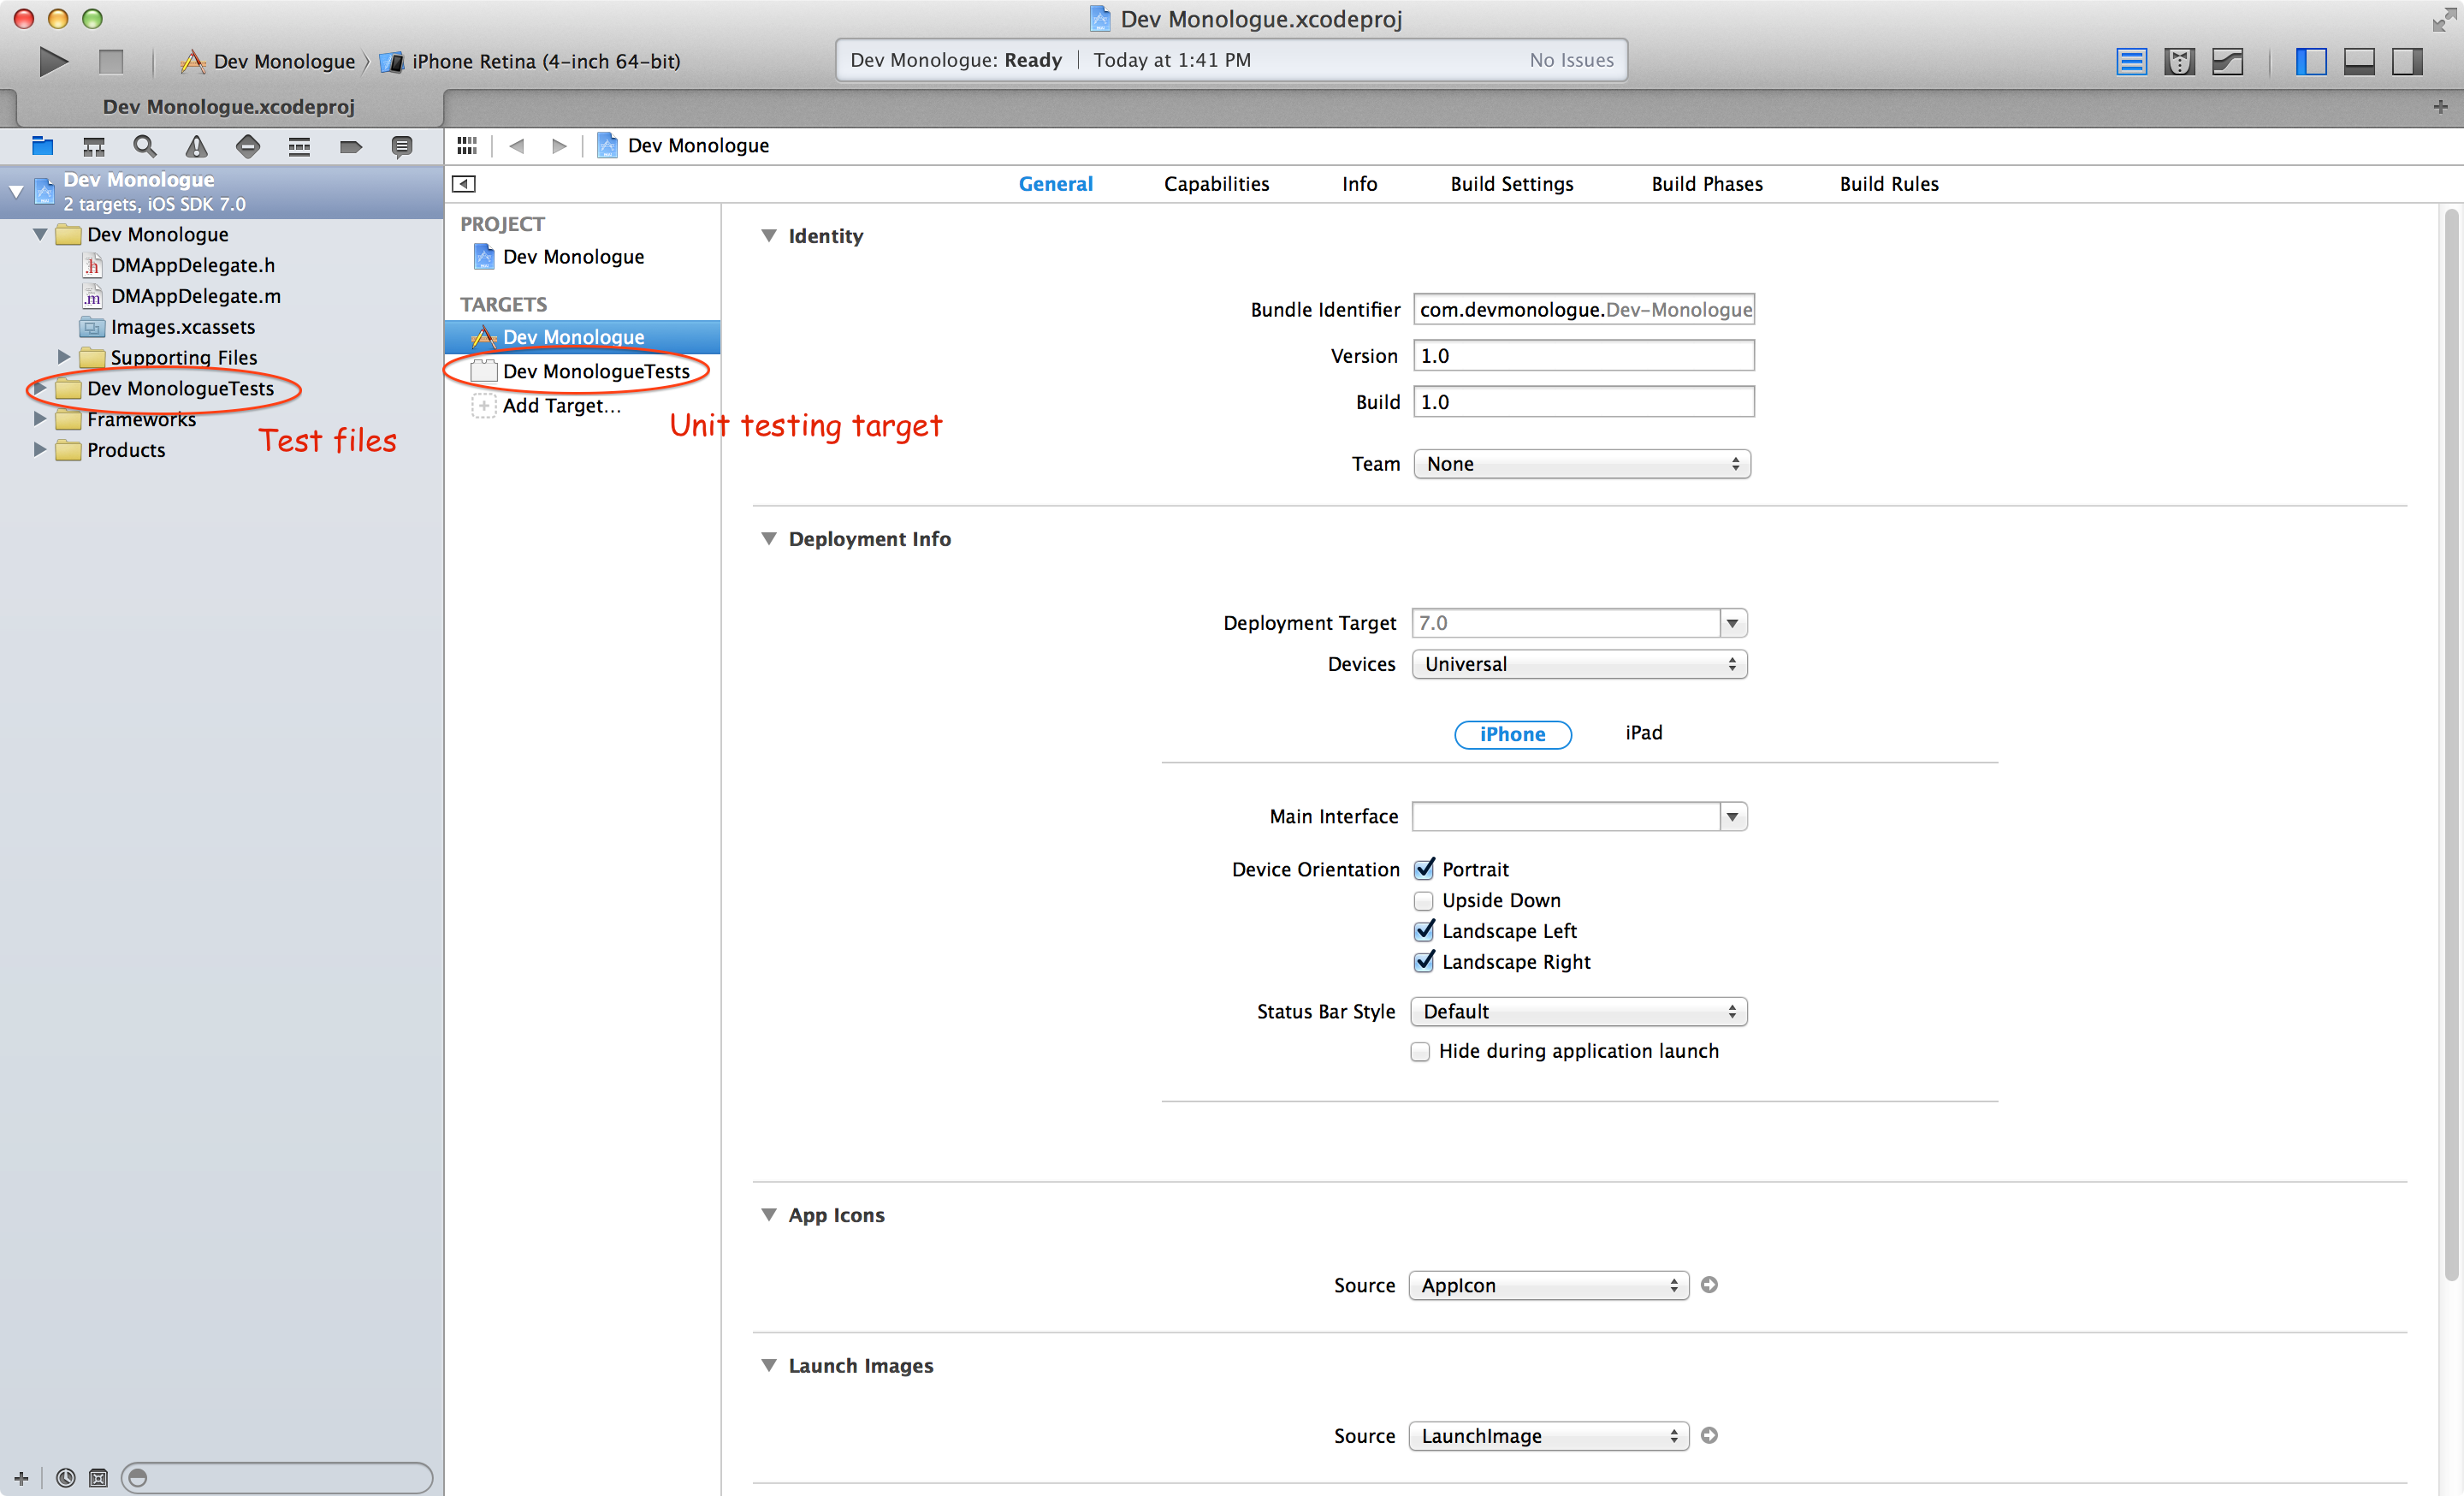 Dev Monologue.xcodeproj
Dev Monologue
iPhone Retina (4-inch 64-bit)
Dev Monologue: Ready
Today at 1:41 PM
No Issues
Dev Monologue.xcodeproj
Dev Monologue
2 targets, iOS SDK 7.0
Dev Monologue
DMAppDelegate.h
DMAppDelegate.m
Images.xcassets
Supporting Files
Dev MonologueTests
Frameworks
Products
Test files
Dev Monologue
General
Capabilities
Info
Build Settings
Build Phases
Build Rules
PROJECT
Dev Monologue
TARGETS
Dev Monologue
Dev MonologueTests
Add Target...
Unit testing target
Identity
Bundle Identifier com.devmonologue.Dev-Monologue
Version 1.0
Build 1.0
Team None
Deployment Info
Deployment Target 7.0
Devices Universal
iPhone iPad
Main Interface
Device Orientation Portrait
Upside Down
Landscape Left
Landscape Right
Status Bar Style Default
Hide during application launch
App Icons
Source AppIcon
Launch Images
Source LaunchImage